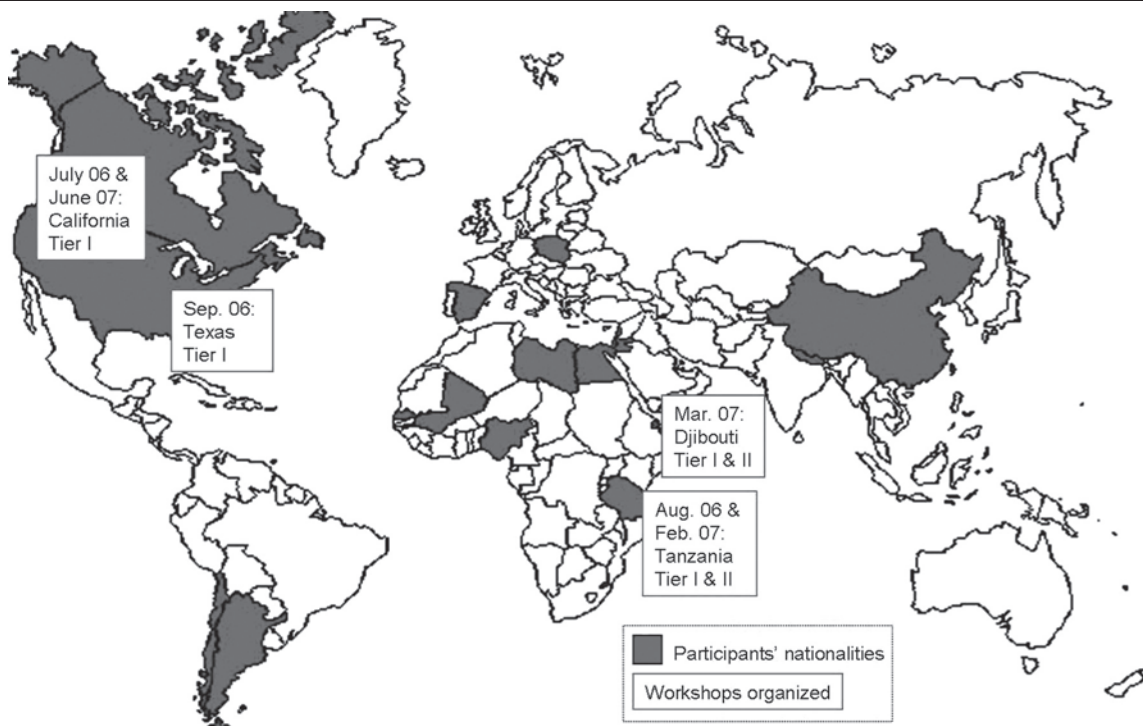 July 06 &
June 07:
California
Tier I
Sep. 06:
Texas
Tier I
Mar. 07:
Djibouti
Tier I & II
Aug. 06 &
Feb. 07:
Tanzania
Tier I & II
Participants' nationalities
Workshops organized